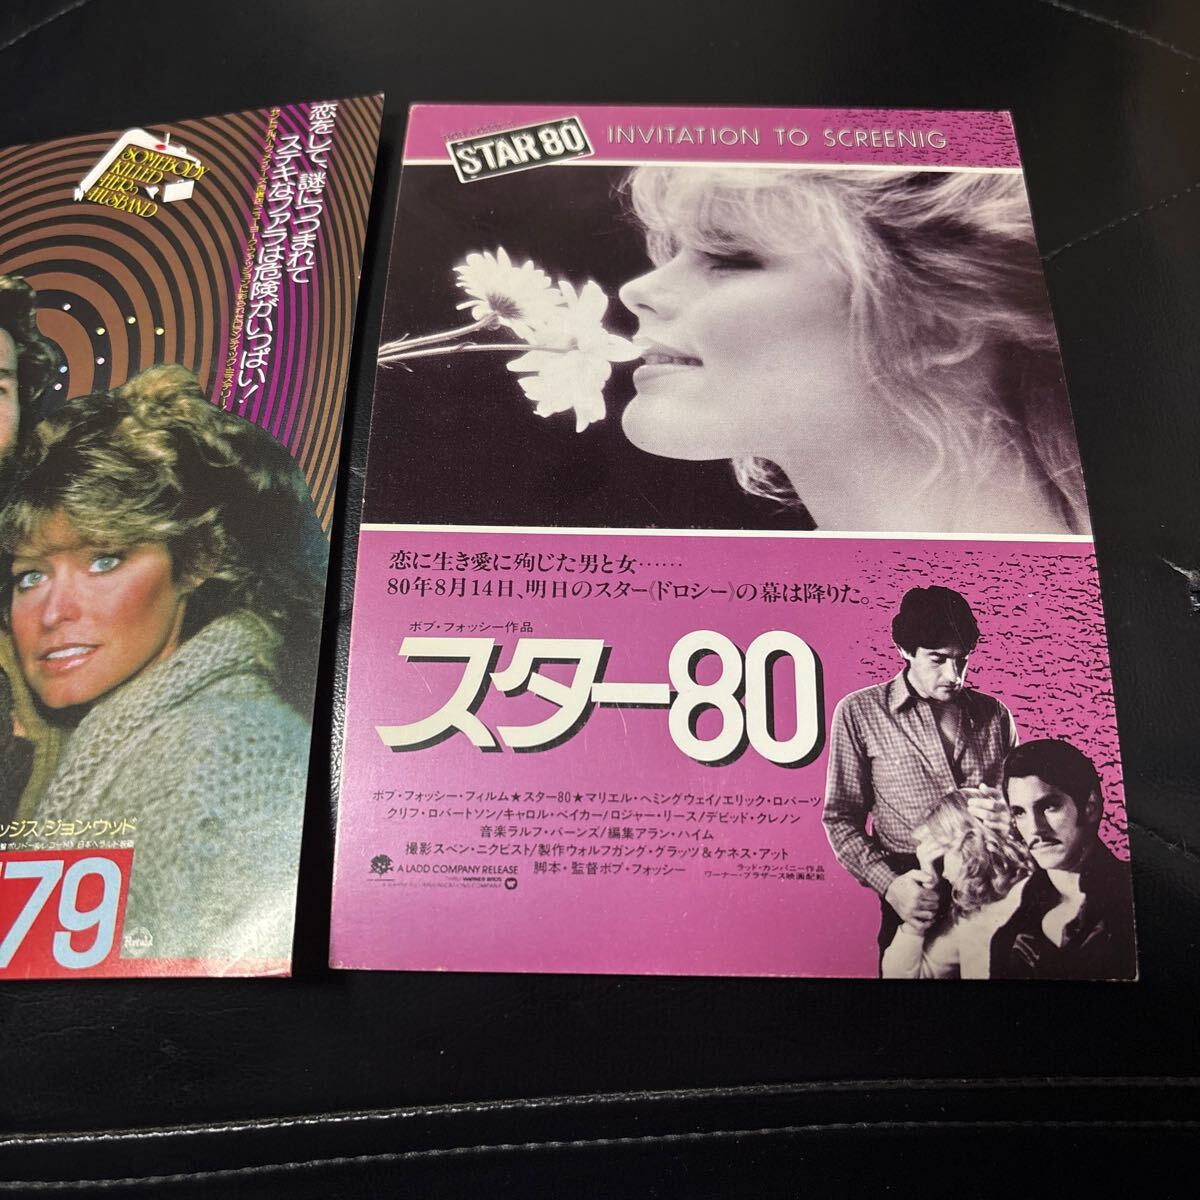 SOMEBODY
KILLED
HER
HUSBAND
恋をして、謎につつまれて
ステキなファラは危険がいっぱい!
ッジス/ジョン・ウッド
'79
Herald
STAR 80
INVITATION TO SCREENIG
恋に生き愛に殉じた男と女……
80年8月14日、明日のスター《ドロシー》の幕は降りた。
ボブ・フォッシー作品
スター80
ボブ・フォッシー・フィルム★スター80★マリエル・ヘミングウェイ/エリック・ロバーツ
クリフ・ロバートソン/キャロル・ベイカー/ロジャー・リース/デビッド・クレノン
音楽ラルフ・バーンズ/編集アラン・ハイム
撮影スベン・ニクビスト/製作ウォルフガング・グラッツ&ケネス・アット
A LADD COMPANY RELEASE 脚本・監督ボブ・フォッシー
THRU WARNER BROS
A WARNER COMMUNICATIONS COMPANY
ラッド・カンパニー作品
ワーナー・ブラザース映画配給